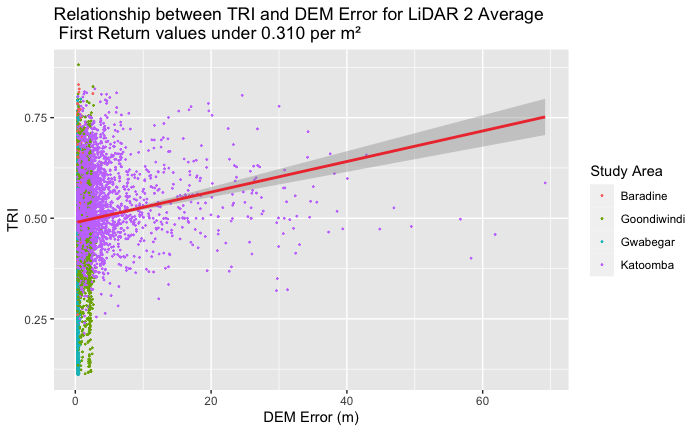 Relationship between TRI and DEM Error for LiDAR 2 Average
First Return values under 0.310 per m²
0.75
0.50
0.25
TRI
0
20
40
60
DEM Error (m)
Study Area
Baradine
Goondiwindi
Gwabegar
Katoomba